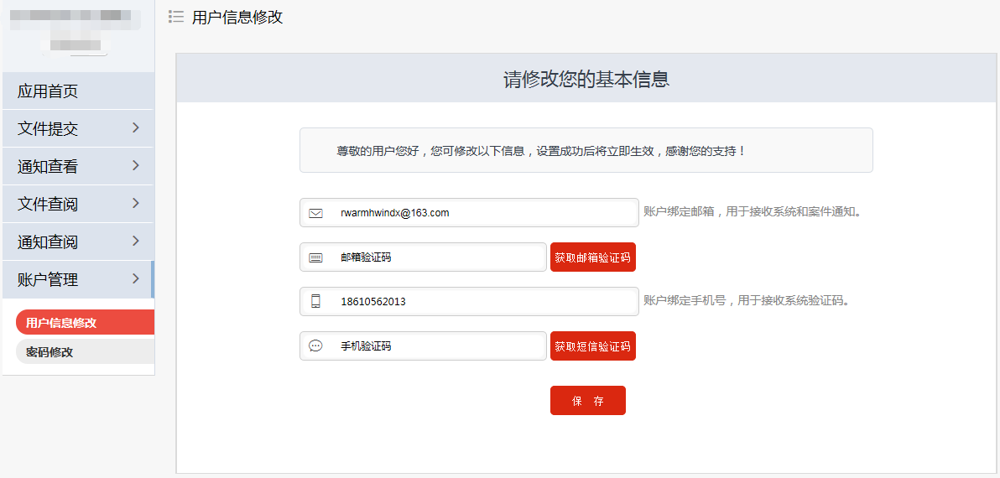 用户信息修改
请修改您的基本信息
应用首页
文件提交
通知查看
文件查阅
通知查阅
账户管理
用户信息修改
密码修改
尊敬的用户您好，您可修改以下信息，设置成功后将立即生效，感谢您的支持！
rwarmhwindx@163.com 账户绑定邮箱，用于接收系统和案件通知。
邮箱验证码 获取邮箱验证码
18610562013 账户绑定手机号，用于接收系统验证码。
手机验证码 获取短信验证码
保 存